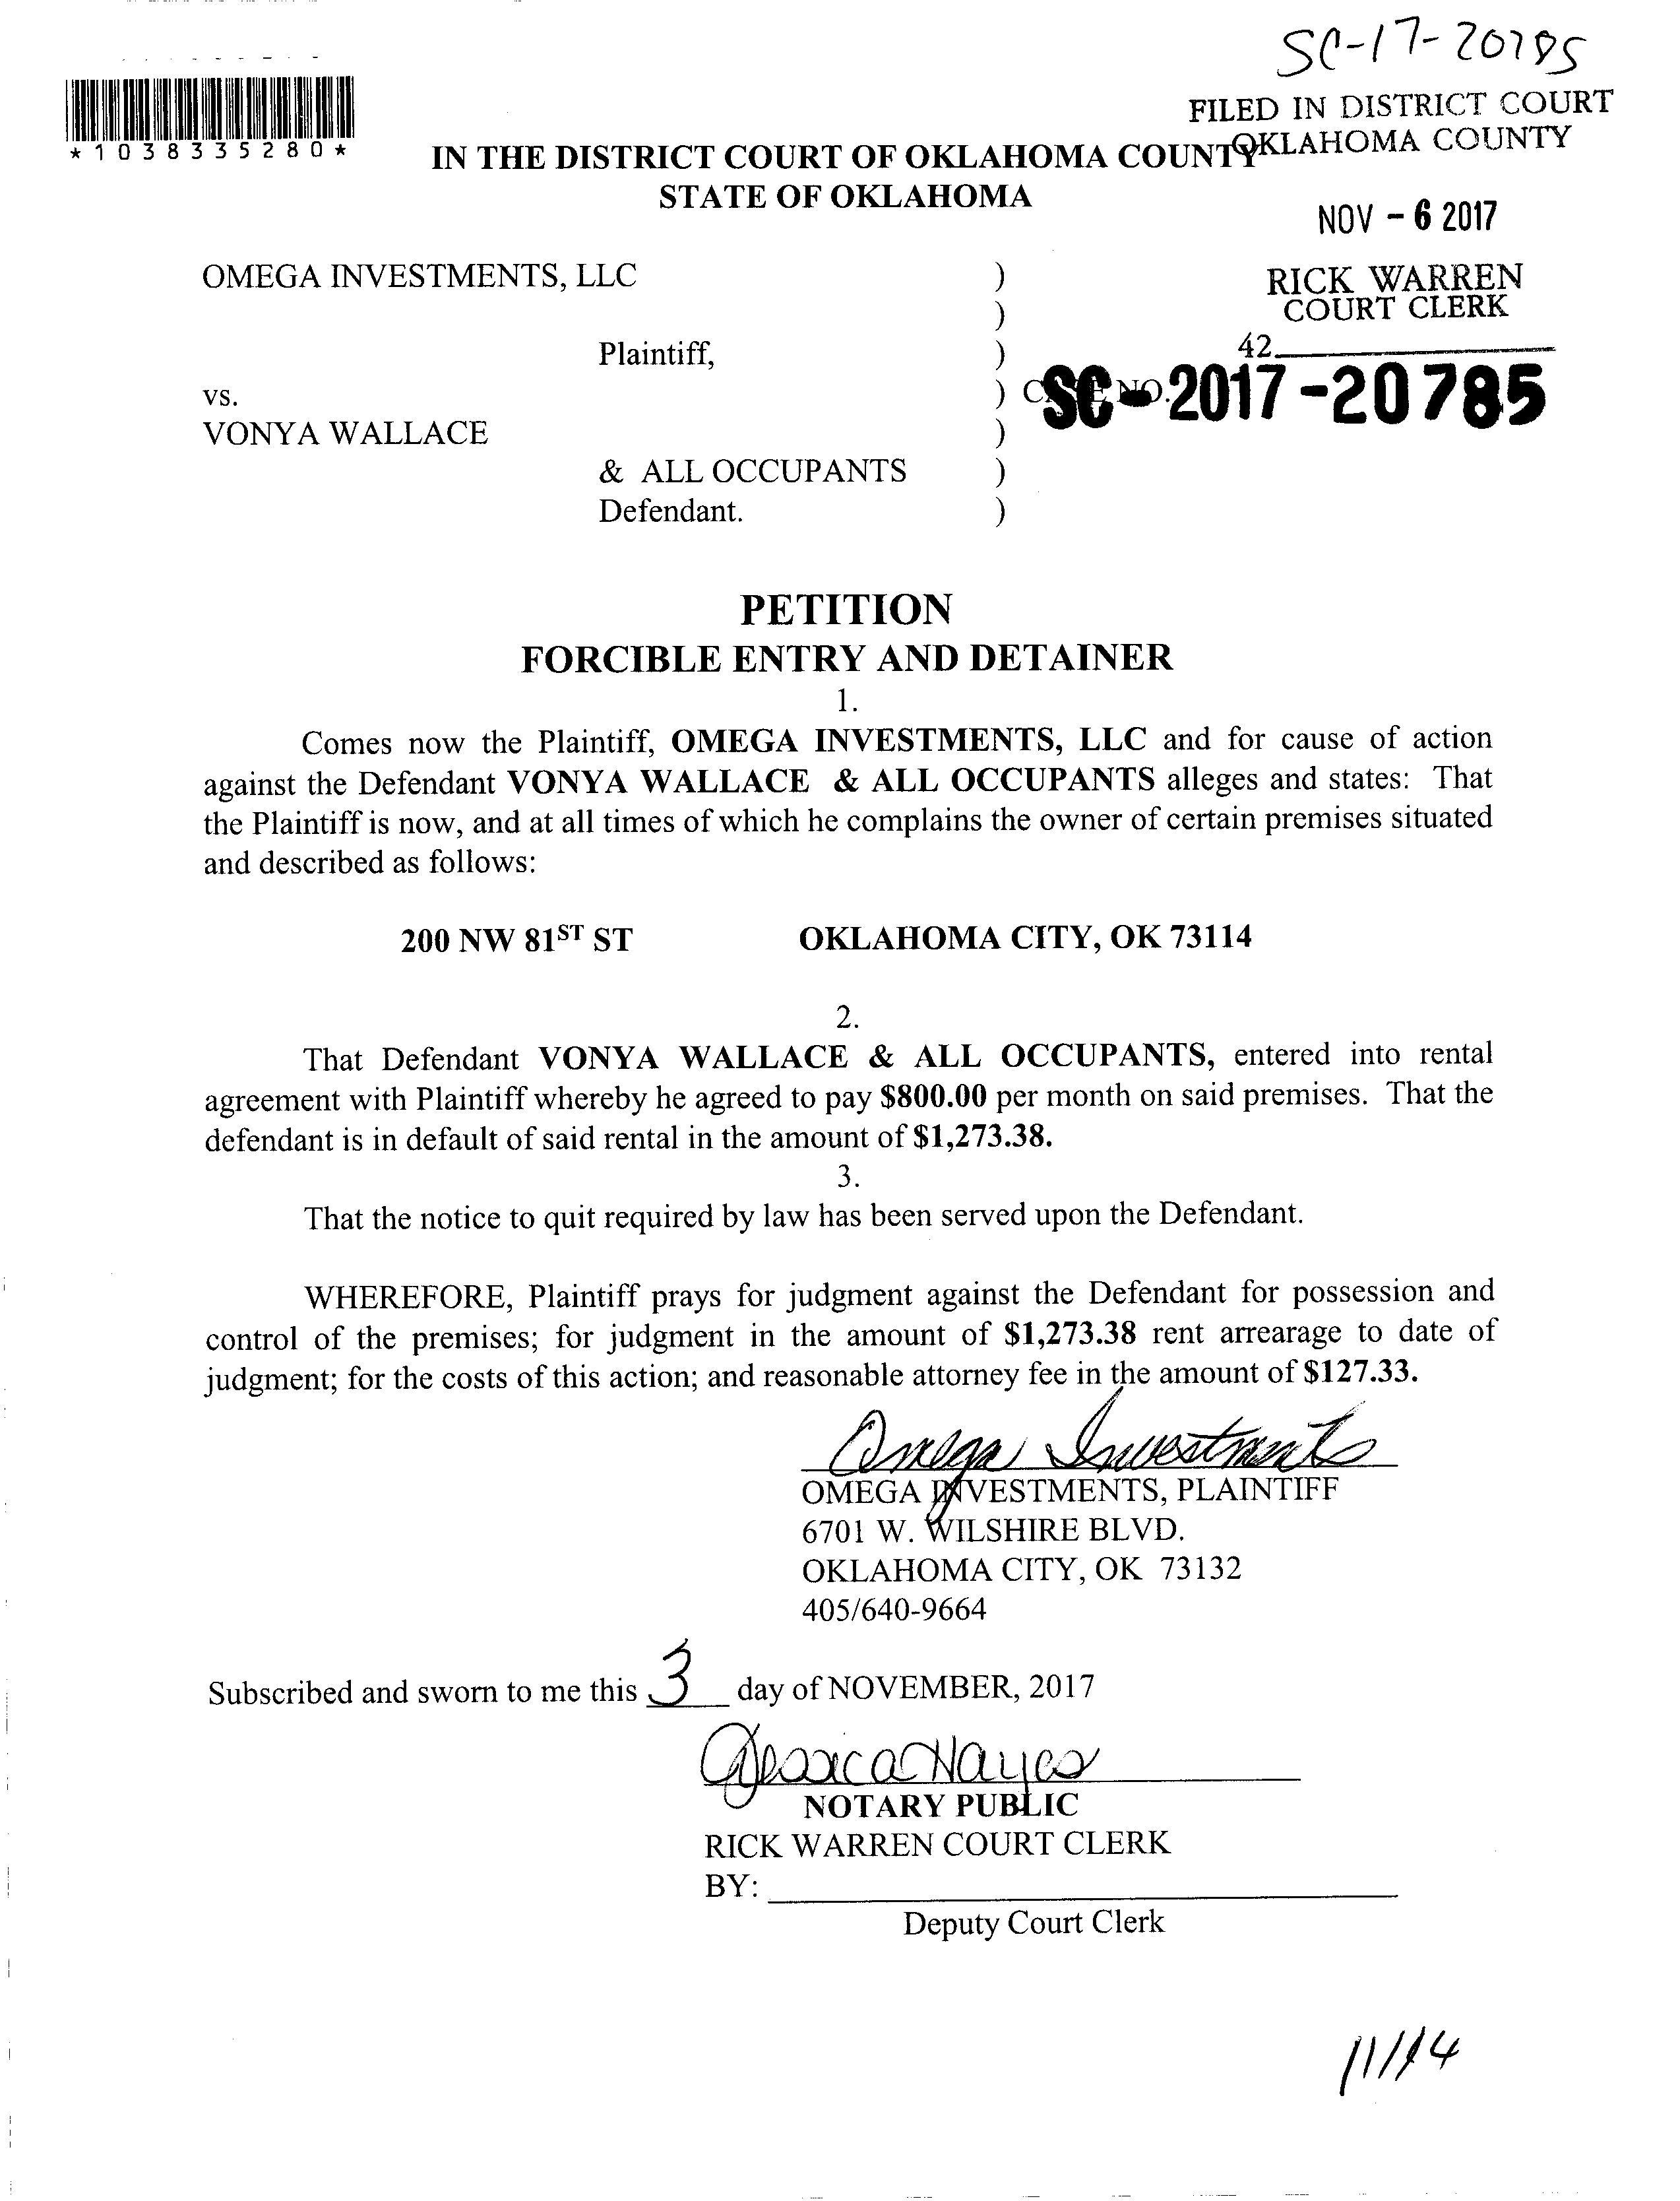 SC-17-20785
FILED IN DISTRICT COURT
OKLAHOMA COUNTY
*1038335280*
IN THE DISTRICT COURT OF OKLAHOMA COUNTY
STATE OF OKLAHOMA
NOV - 6 2017
OMEGA INVESTMENTS, LLC )
RICK WARREN
COURT CLERK
)
Plaintiff, )
42
vs. ) CASE NO. SC - 2017 - 20785
VONYA WALLACE )
& ALL OCCUPANTS )
Defendant. )
PETITION
FORCIBLE ENTRY AND DETAINER
1.
Comes now the Plaintiff, OMEGA INVESTMENTS, LLC and for cause of action
against the Defendant VONYA WALLACE & ALL OCCUPANTS alleges and states: That
the Plaintiff is now, and at all times of which he complains the owner of certain premises situated
and described as follows:
200 NW 81ST ST OKLAHOMA CITY, OK 73114
2.
That Defendant VONYA WALLACE & ALL OCCUPANTS, entered into rental
agreement with Plaintiff whereby he agreed to pay $800.00 per month on said premises. That the
defendant is in default of said rental in the amount of $1,273.38.
3.
That the notice to quit required by law has been served upon the Defendant.
WHEREFORE, Plaintiff prays for judgment against the Defendant for possession and
control of the premises; for judgment in the amount of $1,273.38 rent arrearage to date of
judgment; for the costs of this action; and reasonable attorney fee in the amount of $127.33.
Omega Investments
OMEGA INVESTMENTS, PLAINTIFF
6701 W. WILSHIRE BLVD.
OKLAHOMA CITY, OK 73132
405/640-9664
Subscribed and sworn to me this 3 day of NOVEMBER, 2017
Jessica Hayes
NOTARY PUBLIC
RICK WARREN COURT CLERK
BY:
Deputy Court Clerk
11/14